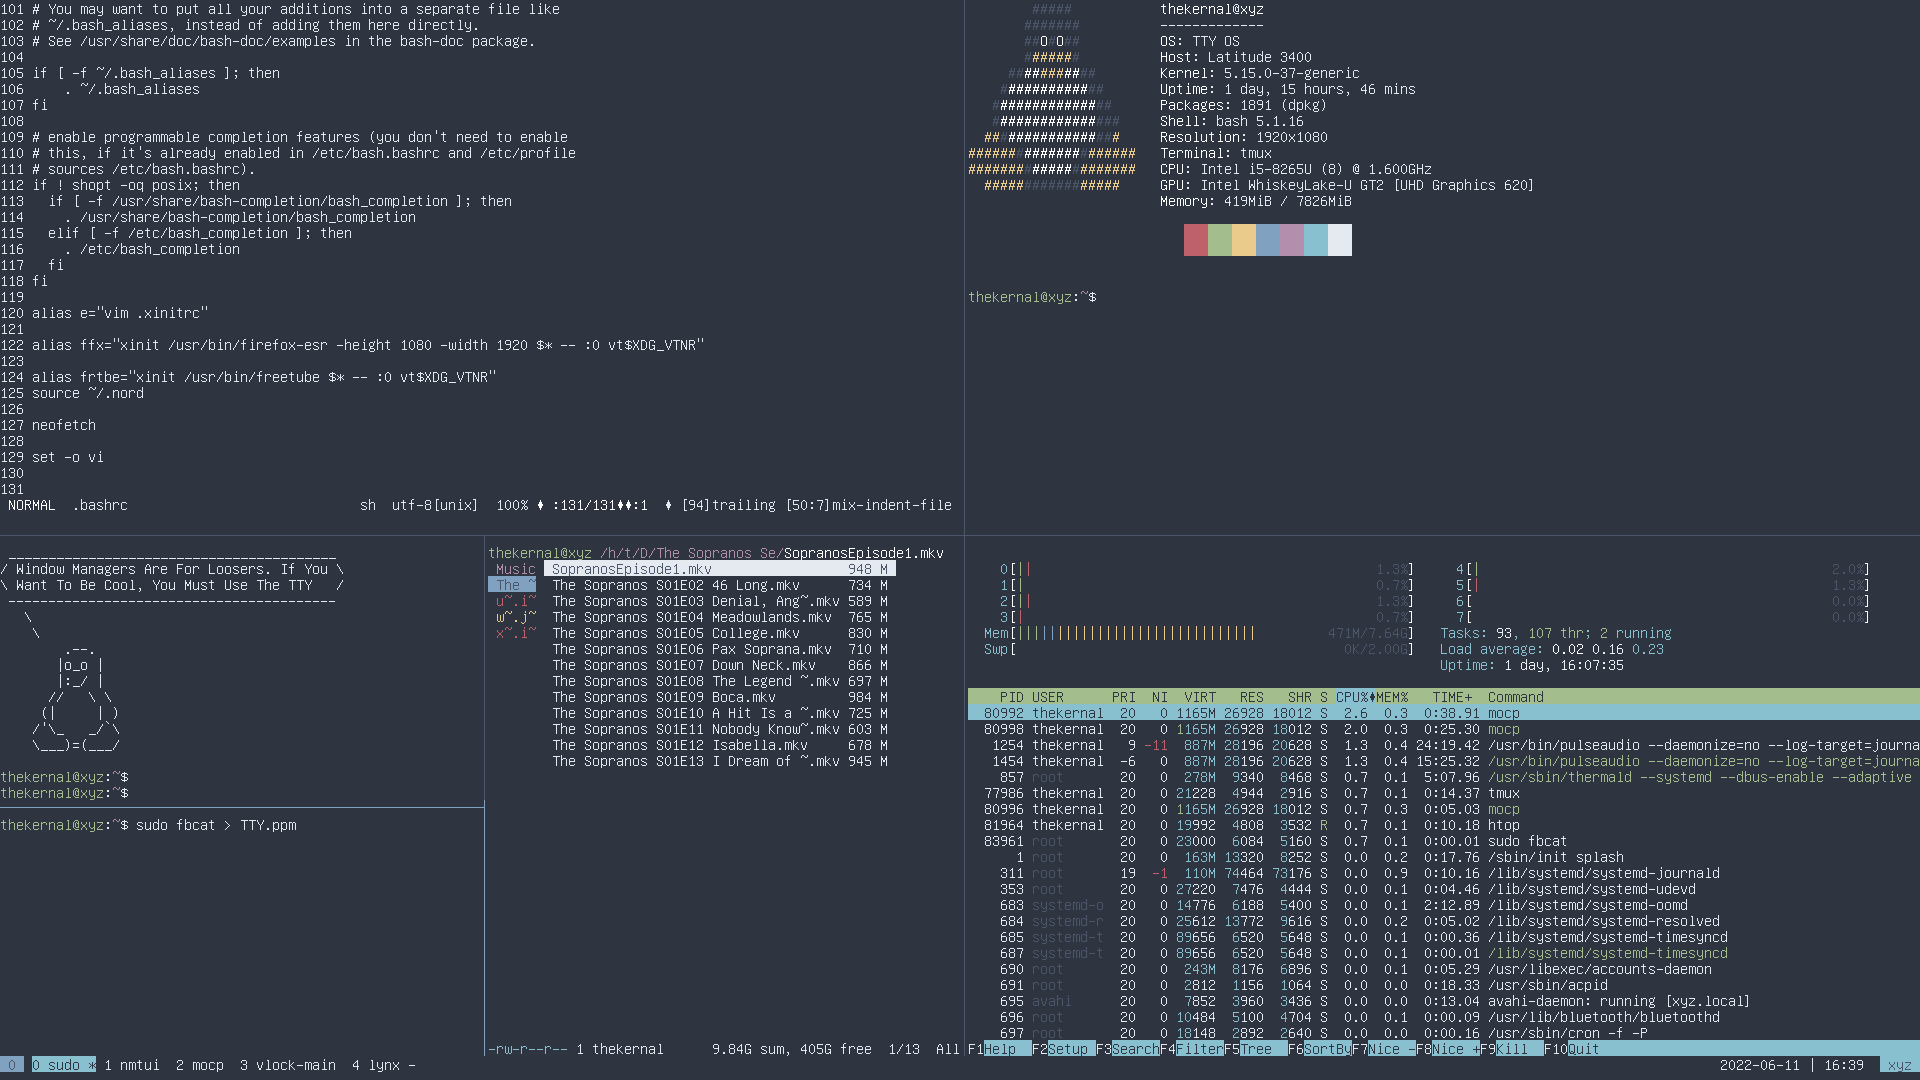 101 # You may want to put all your additions into a separate file like
102 # ~/.bash_aliases, instead of adding them here directly.
103 # See /usr/share/doc/bash-doc/examples in the bash-doc package.
104
105 if [ -f ~/.bash_aliases ]; then
106     . ~/.bash_aliases
107 fi
108
109 # enable programmable completion features (you don't need to enable
110 # this, if it's already enabled in /etc/bash.bashrc and /etc/profile
111 # sources /etc/bash.bashrc).
112 if ! shopt -oq posix; then
113   if [ -f /usr/share/bash-completion/bash_completion ]; then
114     . /usr/share/bash-completion/bash_completion
115   elif [ -f /etc/bash_completion ]; then
116     . /etc/bash_completion
117   fi
118 fi
119
120 alias e="vim .xinitrc"
121
122 alias ffx="xinit /usr/bin/firefox-esr -height 1080 -width 1920 $* -- :0 vt$XDG_VTNR"
123
124 alias frtbe="xinit /usr/bin/freetube $* -- :0 vt$XDG_VTNR"
125 source ~/.nord
126
127 neofetch
128
129 set -o vi
130
131
NORMAL  .bashrc  sh  utf-8[unix]  100% ♦ :131/131♦♦:1  ♦ [94]trailing [50:7]mix-indent-file
thekernal@xyz
-------------
OS: TTY OS
Host: Latitude 3400
Kernel: 5.15.0-37-generic
Uptime: 1 day, 15 hours, 46 mins
Packages: 1891 (dpkg)
Shell: bash 5.1.16
Resolution: 1920x1080
Terminal: tmux
CPU: Intel i5-8265U (8) @ 1.600GHz
GPU: Intel WhiskeyLake-U GT2 [UHD Graphics 620]
Memory: 419MiB / 7826MiB
thekernal@xyz:~$
/ Window Managers Are For Loosers. If You \
\ Want To Be Cool, You Must Use The TTY   /
thekernal@xyz:~$
thekernal@xyz:~$
thekernal@xyz:~$ sudo fbcat > TTY.ppm
thekernal@xyz /h/t/D/The Sopranos Se/SopranosEpisode1.mkv
Music  SopranosEpisode1.mkv 948 M
The ~  The Sopranos S01E02 46 Long.mkv 734 M
u~.i~  The Sopranos S01E03 Denial, Ang~.mkv 589 M
w~.j~  The Sopranos S01E04 Meadowlands.mkv 765 M
x~.i~  The Sopranos S01E05 College.mkv 830 M
The Sopranos S01E06 Pax Soprana.mkv 710 M
The Sopranos S01E07 Down Neck.mkv 866 M
The Sopranos S01E08 The Legend ~.mkv 697 M
The Sopranos S01E09 Boca.mkv 984 M
The Sopranos S01E10 A Hit Is a ~.mkv 725 M
The Sopranos S01E11 Nobody Know~.mkv 603 M
The Sopranos S01E12 Isabella.mkv 678 M
The Sopranos S01E13 I Dream of ~.mkv 945 M
-rw-r--r-- 1 thekernal  9.84G sum, 405G free  1/13  All
0[|| 1.3%]  4[| 2.0%]
1[| 0.7%]  5[| 1.3%]
2[|| 1.3%]  6[ 0.0%]
3[| 0.7%]  7[ 0.0%]
Mem[|||||||||||||||||||||||||||||| 471M/7.64G]  Tasks: 93, 107 thr; 2 running
Swp[ 0K/2.00G]  Load average: 0.02 0.16 0.23
Uptime: 1 day, 16:07:35
PID USER PRI NI VIRT RES SHR S CPU%♦MEM% TIME+ Command
80992 thekernal 20 0 1165M 26928 18012 S 2.6 0.3 0:38.91 mocp
80998 thekernal 20 0 1165M 26928 18012 S 2.0 0.3 0:25.30 mocp
1254 thekernal 9 -11 887M 28196 20628 S 1.3 0.4 24:19.42 /usr/bin/pulseaudio --daemonize=no --log-target=journa
1454 thekernal -6 0 887M 28196 20628 S 1.3 0.4 15:25.32 /usr/bin/pulseaudio --daemonize=no --log-target=journa
857 root 20 0 278M 9340 8468 S 0.7 0.1 5:07.96 /usr/sbin/thermald --systemd --dbus-enable --adaptive
77986 thekernal 20 0 21228 4944 2916 S 0.7 0.1 0:14.37 tmux
80996 thekernal 20 0 1165M 26928 18012 S 0.7 0.3 0:05.03 mocp
81964 thekernal 20 0 19992 4808 3532 R 0.7 0.1 0:10.18 htop
83961 root 20 0 23000 6084 5160 S 0.7 0.1 0:00.01 sudo fbcat
1 root 20 0 163M 13320 8252 S 0.0 0.2 0:17.76 /sbin/init splash
311 root 19 -1 110M 74464 73176 S 0.0 0.9 0:10.16 /lib/systemd/systemd-journald
353 root 20 0 27220 7476 4444 S 0.0 0.1 0:04.46 /lib/systemd/systemd-udevd
683 systemd-o 20 0 14776 6188 5400 S 0.0 0.1 2:12.89 /lib/systemd/systemd-oomd
684 systemd-r 20 0 25612 13772 9616 S 0.0 0.2 0:05.02 /lib/systemd/systemd-resolved
685 systemd-t 20 0 89656 6520 5648 S 0.0 0.1 0:00.36 /lib/systemd/systemd-timesyncd
687 systemd-t 20 0 89656 6520 5648 S 0.0 0.1 0:00.01 /lib/systemd/systemd-timesyncd
690 root 20 0 243M 8176 6896 S 0.0 0.1 0:05.29 /usr/libexec/accounts-daemon
691 root 20 0 2812 1156 1064 S 0.0 0.0 0:18.33 /usr/sbin/acpid
695 avahi 20 0 7852 3960 3436 S 0.0 0.0 0:13.04 avahi-daemon: running [xyz.local]
696 root 20 0 10484 5100 4704 S 0.0 0.1 0:00.09 /usr/lib/bluetooth/bluetoothd
697 root 20 0 18148 2892 2640 S 0.0 0.0 0:00.16 /usr/sbin/cron -f -P
F1Help  F2Setup F3SearchF4FilterF5Tree  F6SortByF7Nice -F8Nice +F9Kill  F10Quit
0  0 sudo * 1 nmtui  2 mocp  3 vlock-main  4 lynx -  2022-06-11 | 16:39  xyz